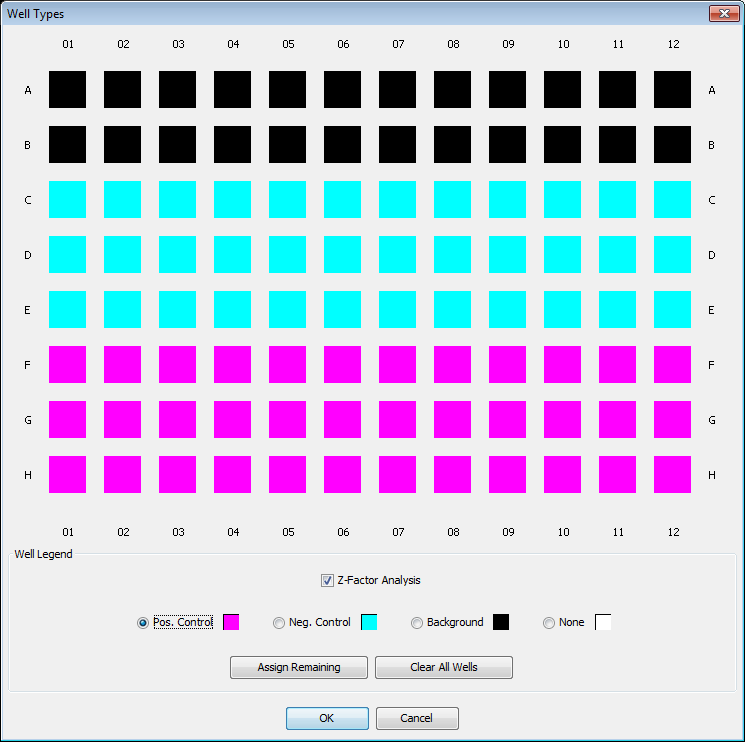 Well Types
01 02 03 04 05 06 07 08 09 10 11 12
A A
B B
C C
D D
E E
F F
G G
H H
01 02 03 04 05 06 07 08 09 10 11 12
Well Legend
Z-Factor Analysis
Pos. Control Neg. Control Background None
Assign Remaining Clear All Wells
OK Cancel